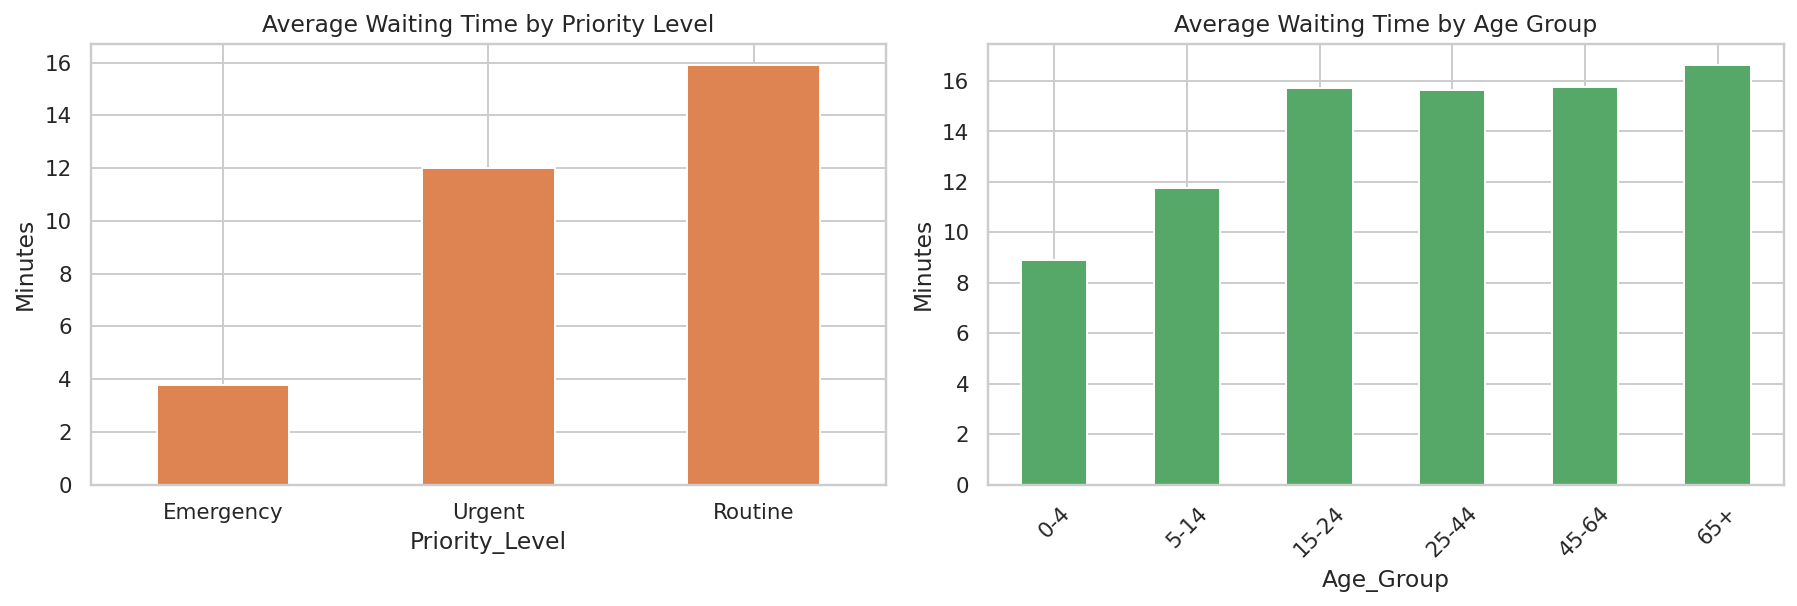 Average Waiting Time by Priority Level
16
14
12
10
8
6
4
2
0
Minutes
Emergency Urgent Routine
Priority_Level
Average Waiting Time by Age Group
16
14
12
10
8
6
4
2
0
Minutes
0-4 5-14 15-24 25-44 45-64 65+
Age_Group